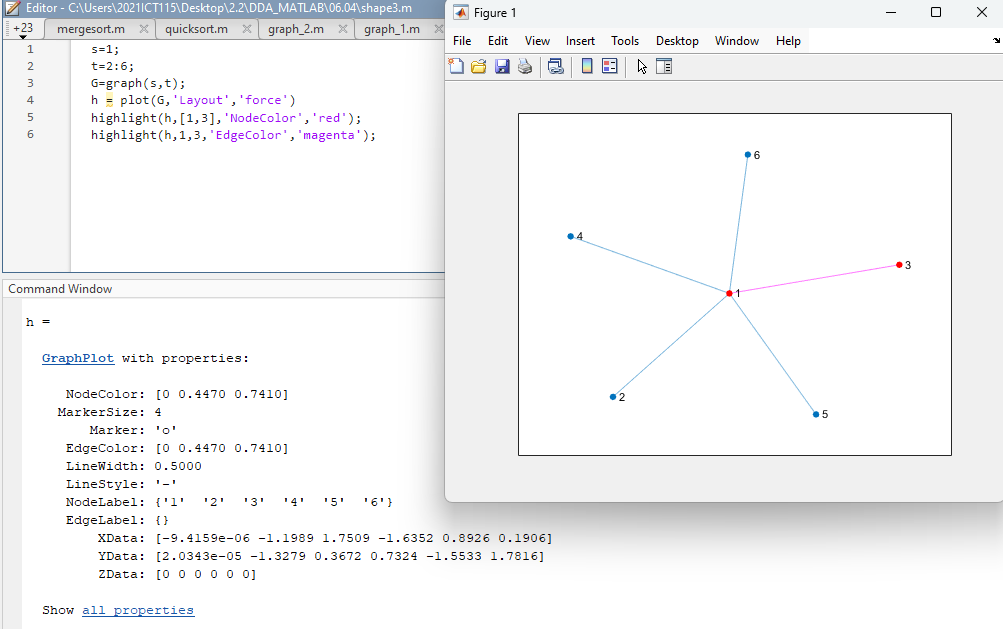 Editor - C:\Users\2021ICT115\Desktop\2.2\DDA_MATLAB\06.04\shape3.m
+23 mergesort.m quicksort.m graph_2.m graph_1.m
1 s=1;
2 t=2:6;
3 G=graph(s,t);
4 h = plot(G,'Layout','force')
5 highlight(h,[1,3],'NodeColor','red');
6 highlight(h,1,3,'EdgeColor','magenta');
Command Window
h =
GraphPlot with properties:
NodeColor: [0 0.4470 0.7410]
MarkerSize: 4
Marker: 'o'
EdgeColor: [0 0.4470 0.7410]
LineWidth: 0.5000
LineStyle: '-'
NodeLabel: {'1' '2' '3' '4' '5' '6'}
EdgeLabel: {}
XData: [-9.4159e-06 -1.1989 1.7509 -1.6352 0.8926 0.1906]
YData: [2.0343e-05 -1.3279 0.3672 0.7324 -1.5533 1.7816]
ZData: [0 0 0 0 0 0]
Show all properties
Figure 1
File Edit View Insert Tools Desktop Window Help
6
4
3
1
2
5